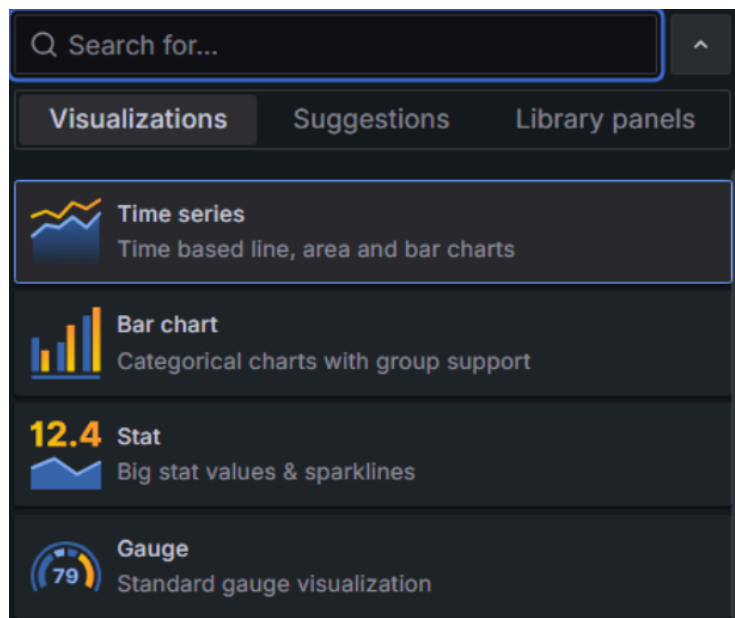 Search for...
Visualizations Suggestions Library panels
Time series
Time based line, area and bar charts
Bar chart
Categorical charts with group support
12.4 Stat
Big stat values & sparklines
Gauge
79
Standard gauge visualization